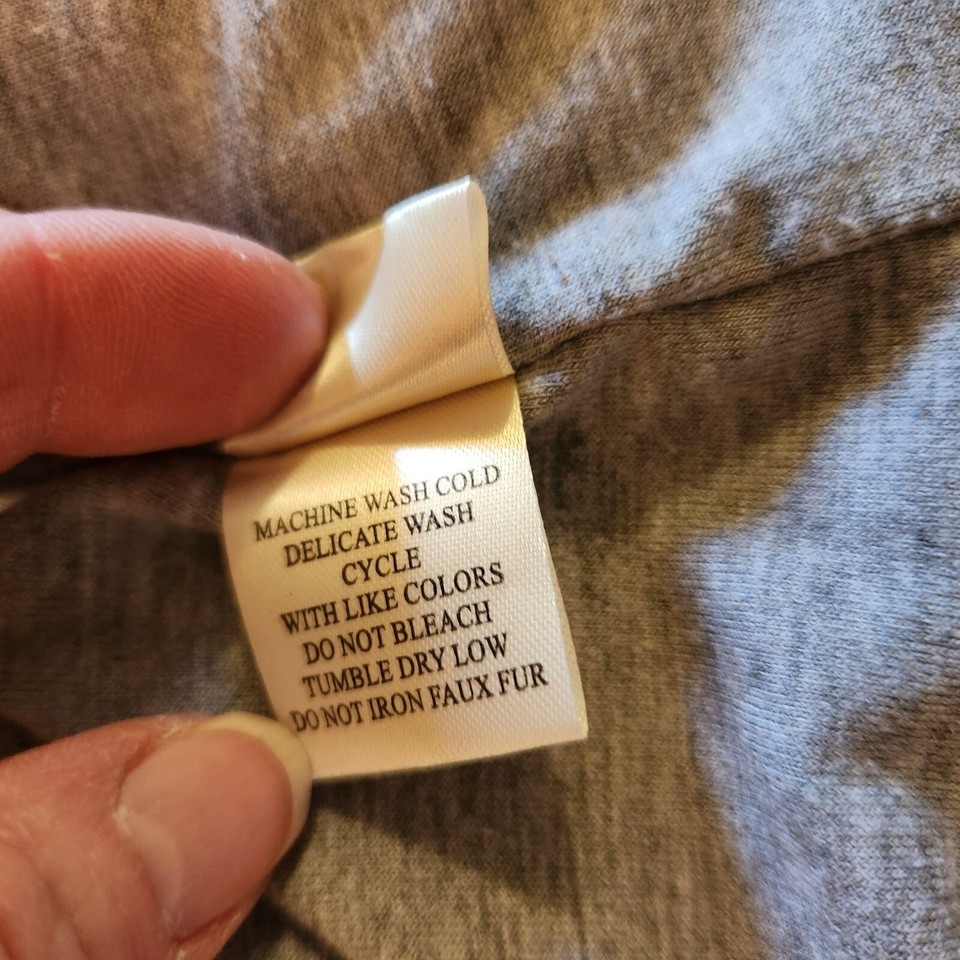 MACHINE WASH COLD
DELICATE WASH
CYCLE
WITH LIKE COLORS
DO NOT BLEACH
TUMBLE DRY LOW
DO NOT IRON FAUX FUR